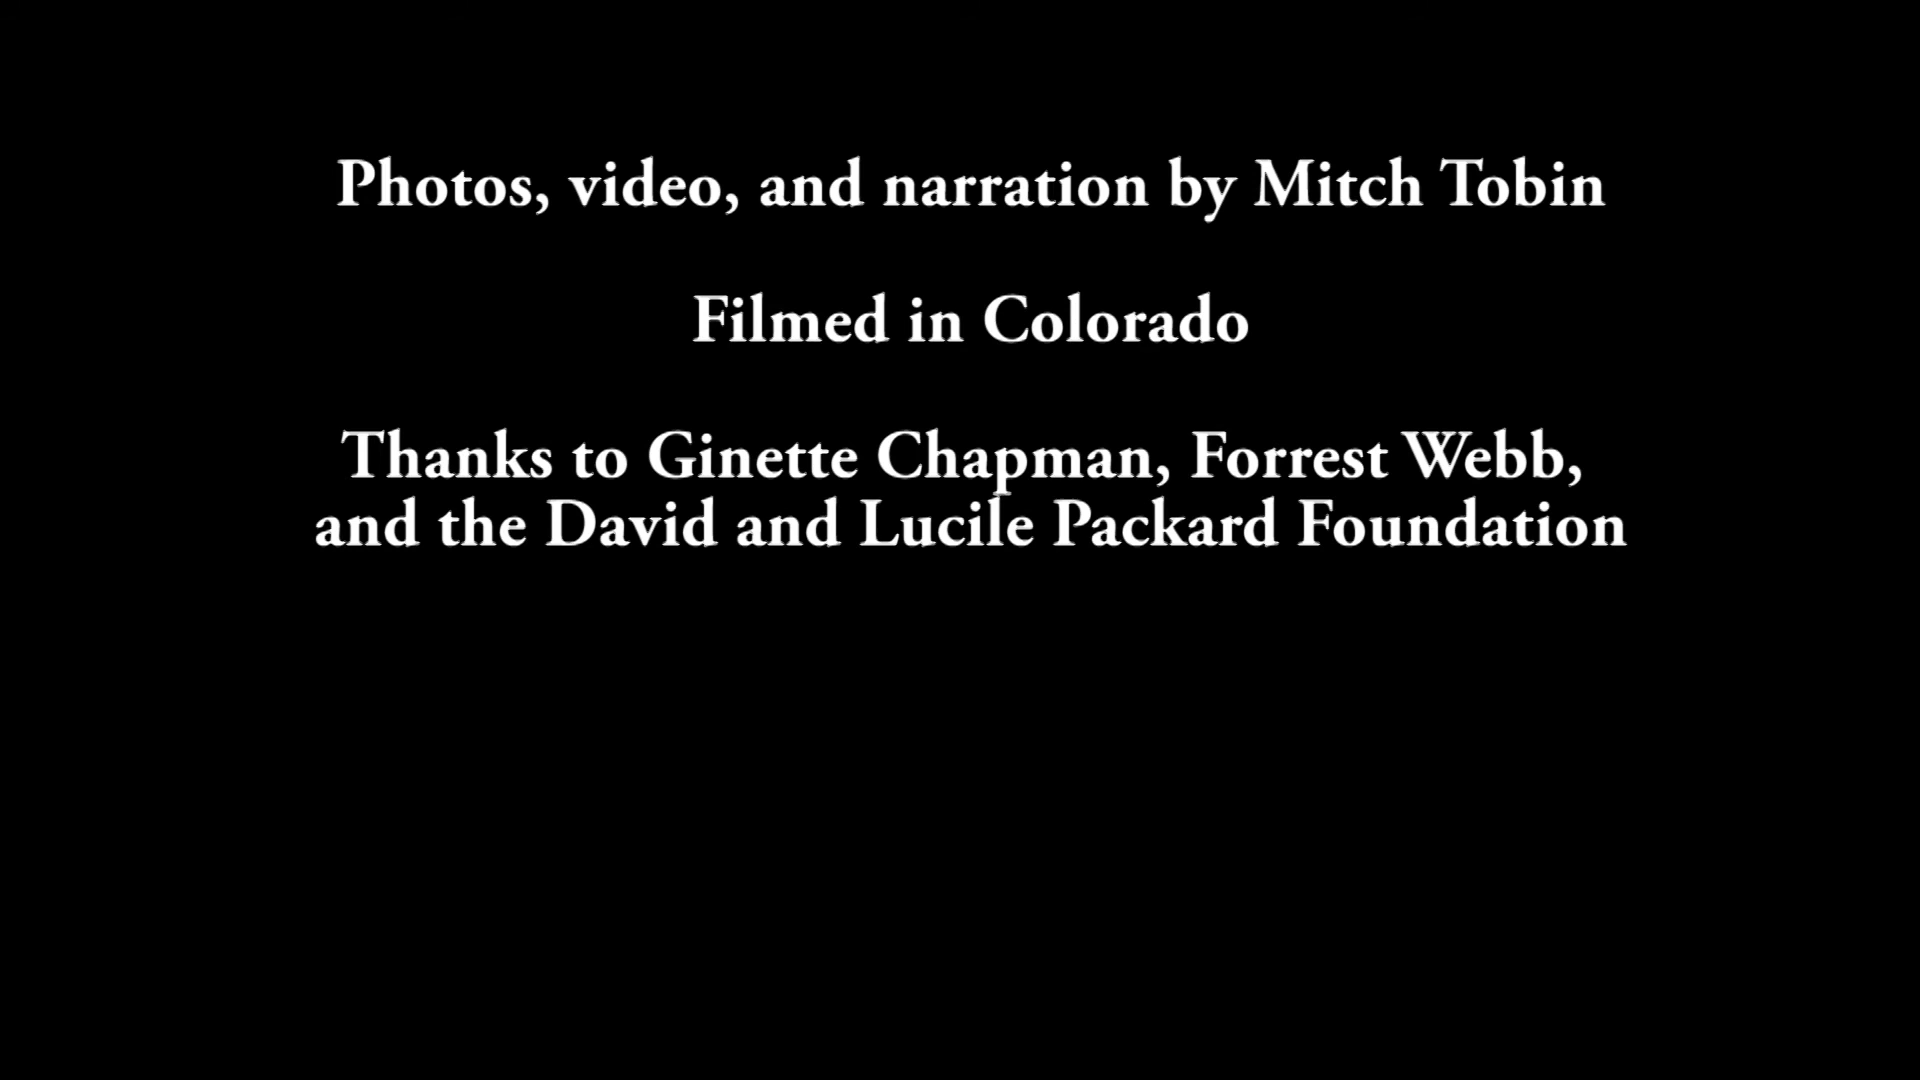 Photos, video, and narration by Mitch Tobin
Filmed in Colorado
Thanks to Ginette Chapman, Forrest Webb,
and the David and Lucile Packard Foundation